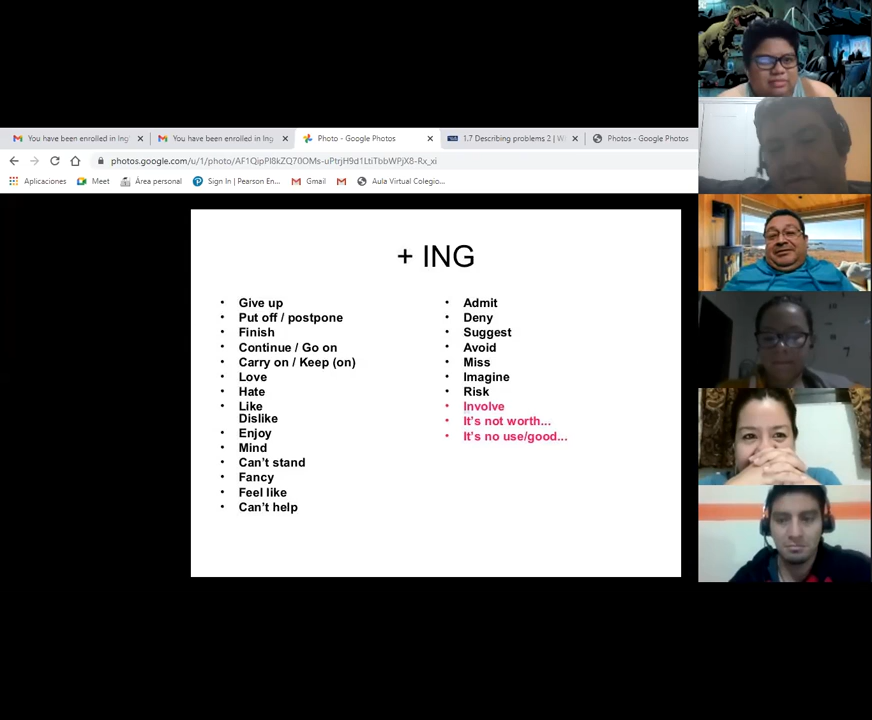 You have been enrolled in Ing
You have been enrolled in Ing
Photo - Google Photos
1.7 Describing problems 2 | W
Photos - Google Photos
photos.google.com/u/1/photo/AF1QipPl8kZQ70OMs-uPtrjH9d1LtiTbbWPjX8-Rx_xi
Aplicaciones
Meet
Área personal
Sign In | Pearson En...
Gmail
Aula Virtual Colegio...
+ ING
• Give up
• Put off / postpone
• Finish
• Continue / Go on
• Carry on / Keep (on)
• Love
• Hate
• Like
Dislike
• Enjoy
• Mind
• Can't stand
• Fancy
• Feel like
• Can't help
• Admit
• Deny
• Suggest
• Avoid
• Miss
• Imagine
• Risk
• Involve
• It's not worth...
• It's no use/good...